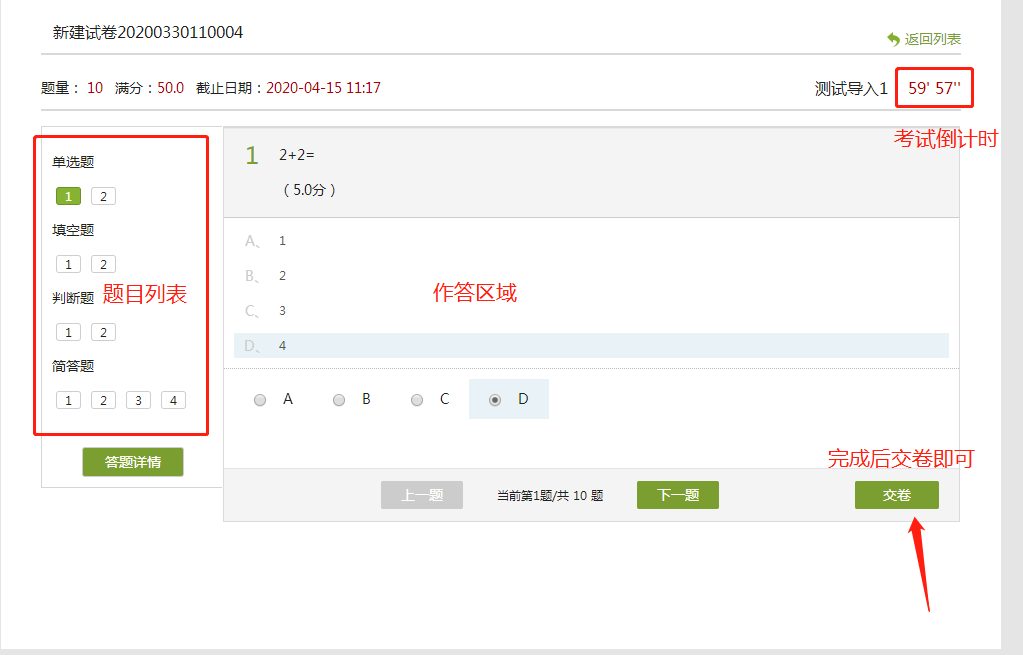 新建试卷20200330110004
返回列表
题量： 10 满分：50.0 截止日期：2020-04-15 11:17
测试导入1 59' 57''
考试倒计时
单选题
1 2
填空题
1 2
判断题 题目列表
1 2
简答题
1 2 3 4
答题详情
1 2+2=
（ 5.0分 ）
A、 1
B、 2
C、 3
D、 4
作答区域
A B C D
完成后交卷即可
上一题 当前第1题/共 10 题 下一题 交卷